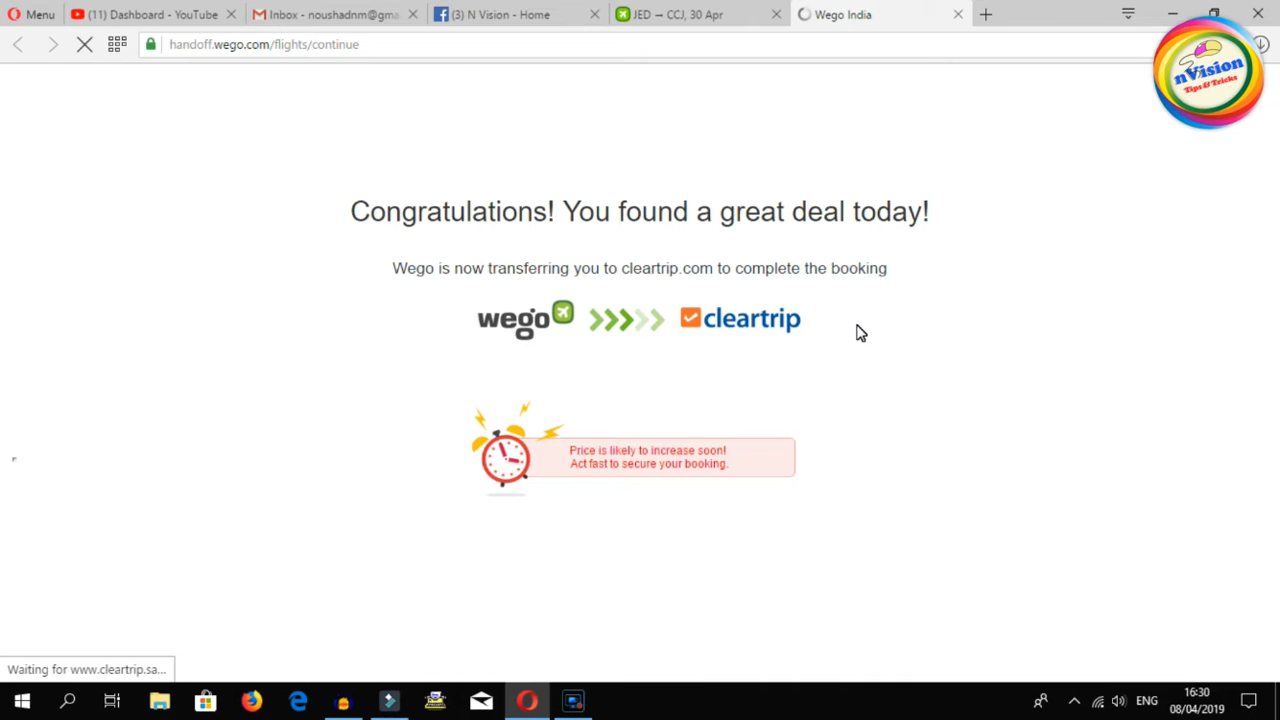 Menu
(11) Dashboard - YouTube
Inbox - noushadnm@gma
(3) N Vision - Home
JED → CCJ, 30 Apr
Wego India
handoff.wego.com/flights/continue
nVision
Tips & Tricks
Congratulations! You found a great deal today!
Wego is now transferring you to cleartrip.com to complete the booking
wego
cleartrip
Price is likely to increase soon!
Act fast to secure your booking.
Waiting for www.cleartrip.sa...
ENG
16:30
08/04/2019